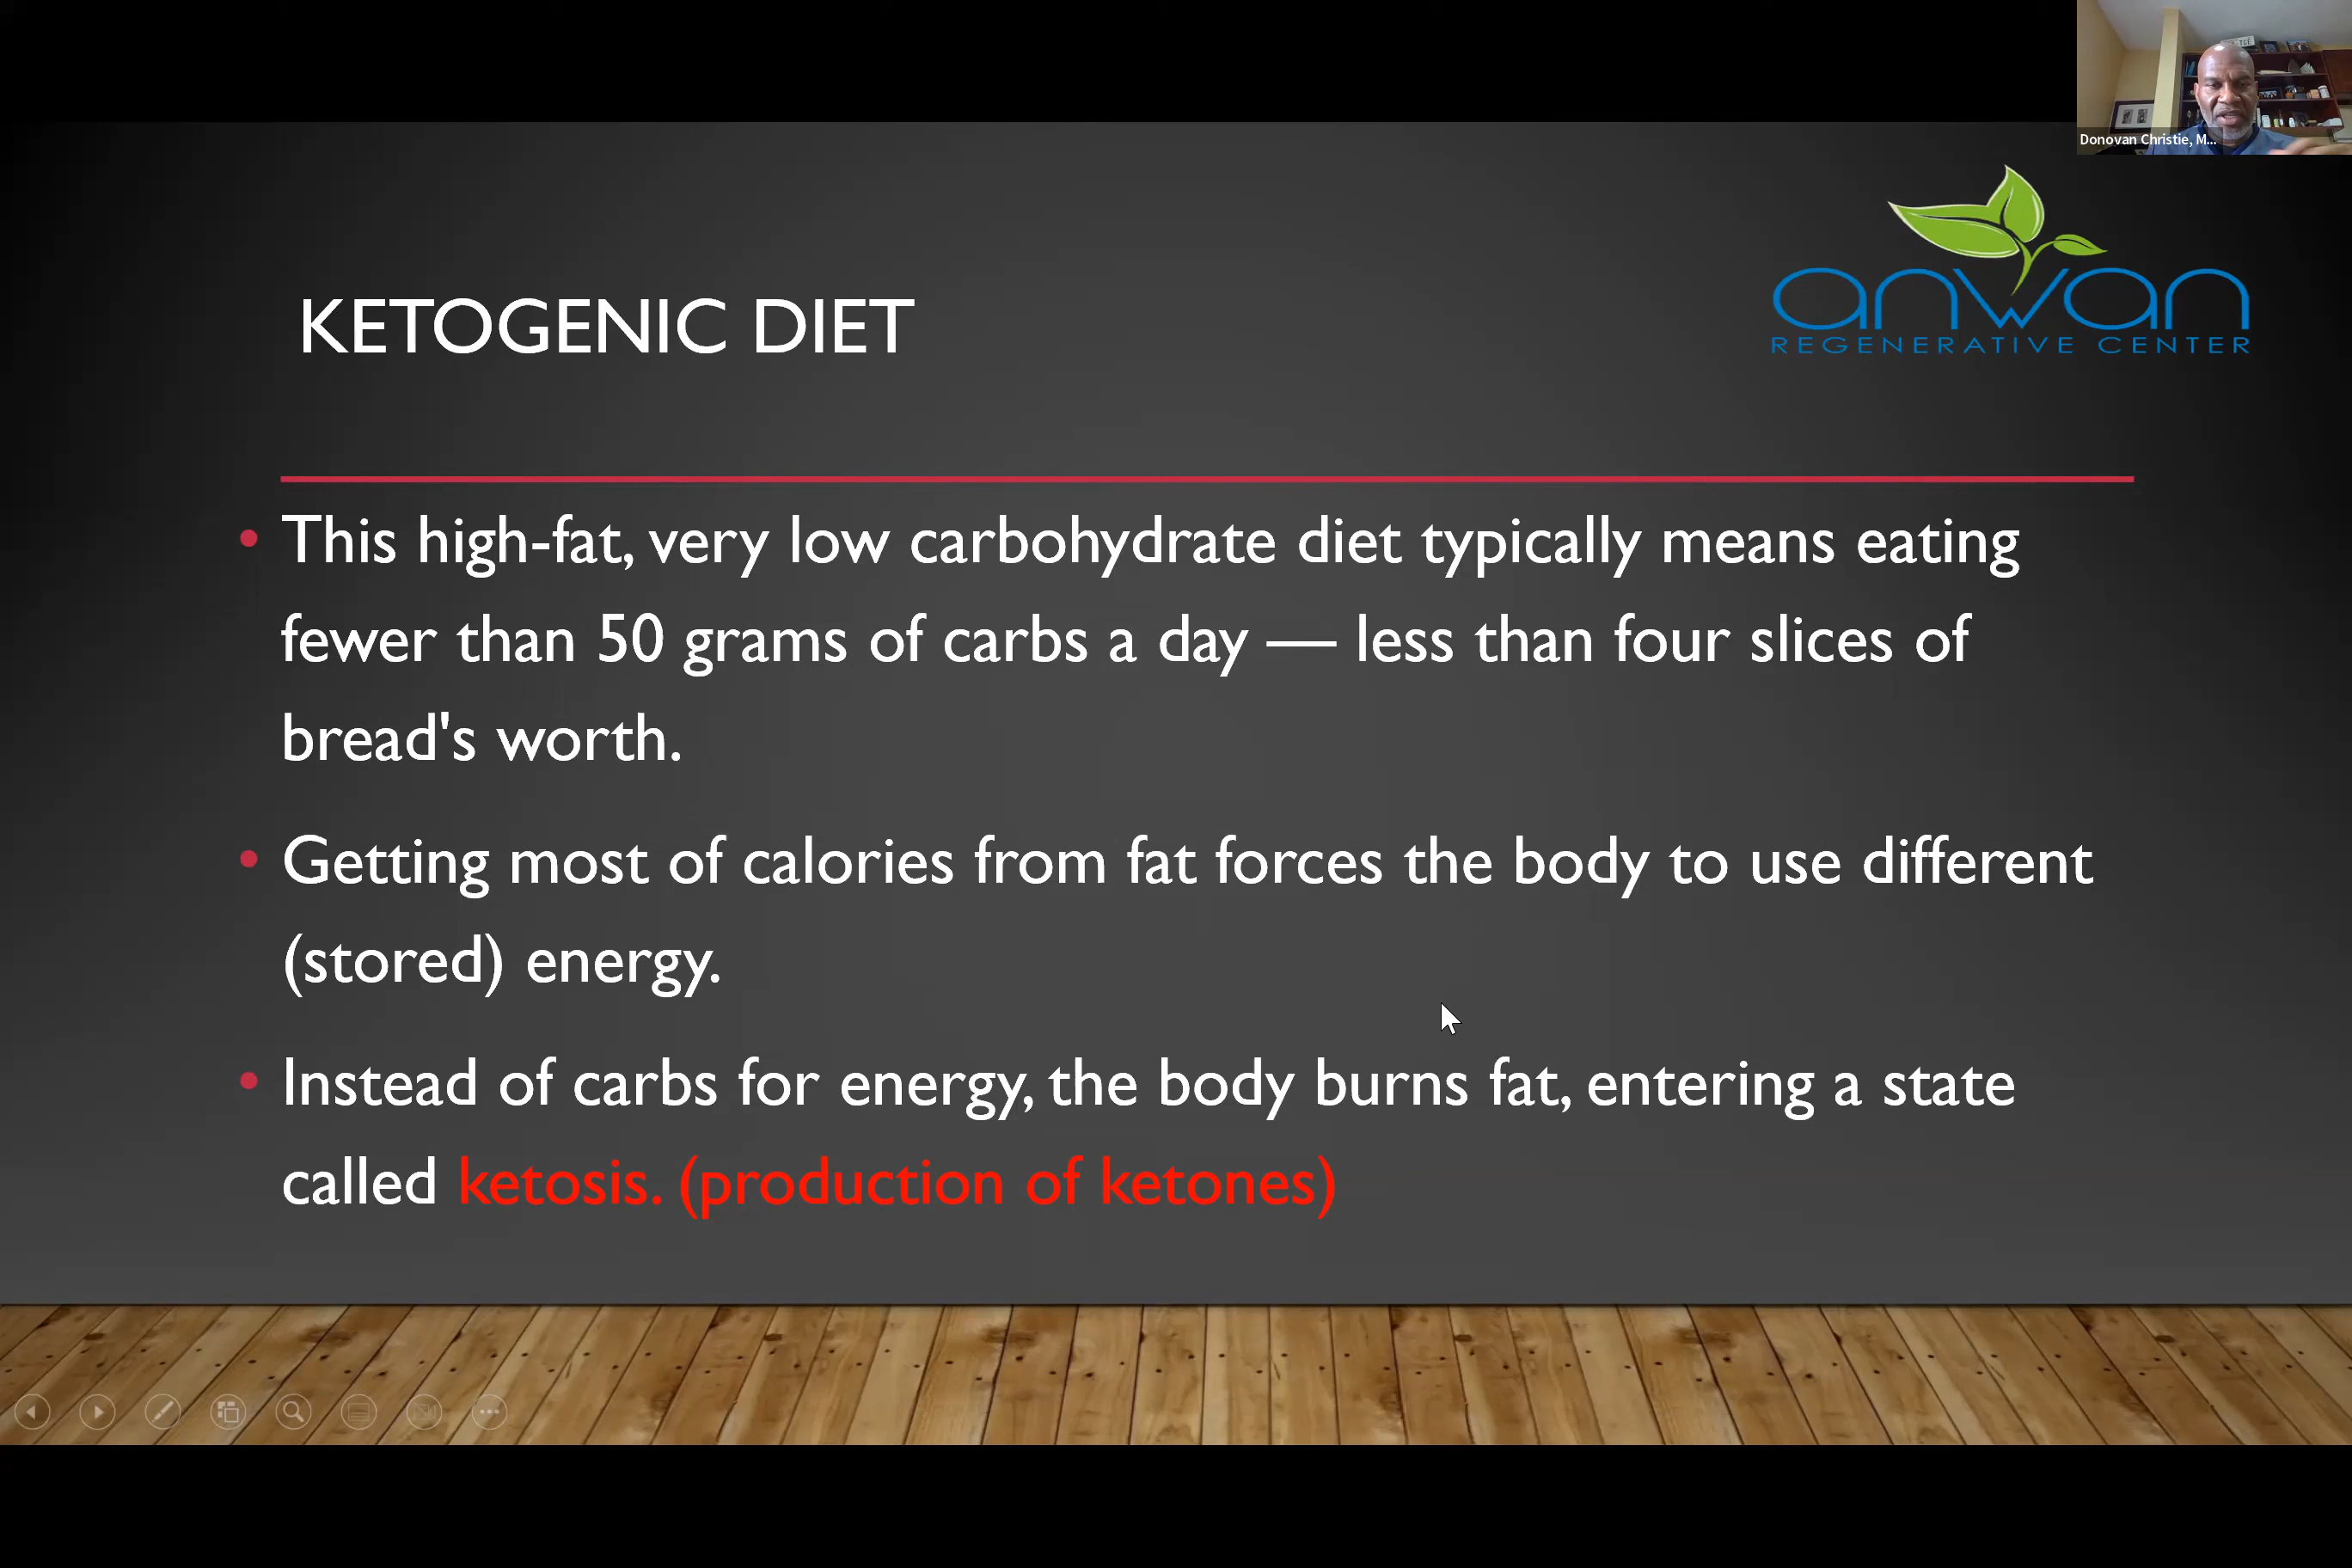 Donovan Christie, M...
anwan
REGENERATIVE CENTER
KETOGENIC DIET
• This high-fat, very low carbohydrate diet typically means eating
fewer than 50 grams of carbs a day — less than four slices of
bread's worth.
• Getting most of calories from fat forces the body to use different
(stored) energy.
• Instead of carbs for energy, the body burns fat, entering a state
called ketosis. (production of ketones)